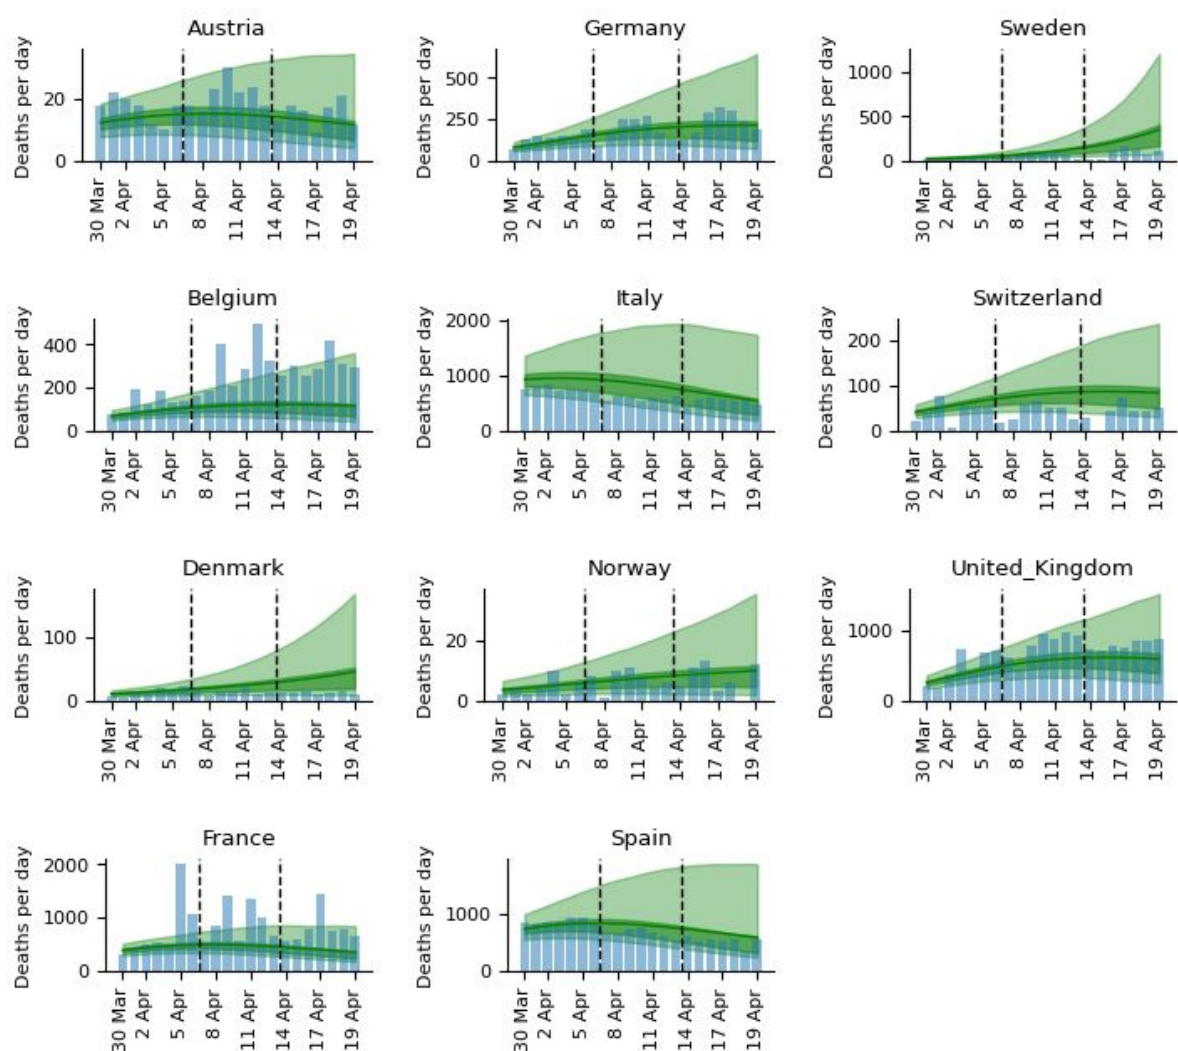 Austria
Deaths per day
20
0
30 Mar
2 Apr
5 Apr
8 Apr
11 Apr
14 Apr
17 Apr
19 Apr
Germany
Deaths per day
500
250
0
30 Mar
2 Apr
5 Apr
8 Apr
11 Apr
14 Apr
17 Apr
19 Apr
Sweden
Deaths per day
1000
500
0
30 Mar
2 Apr
5 Apr
8 Apr
11 Apr
14 Apr
17 Apr
19 Apr
Belgium
Deaths per day
400
200
0
30 Mar
2 Apr
5 Apr
8 Apr
11 Apr
14 Apr
17 Apr
19 Apr
Italy
Deaths per day
2000
1000
0
30 Mar
2 Apr
5 Apr
8 Apr
11 Apr
14 Apr
17 Apr
19 Apr
Switzerland
Deaths per day
200
100
0
30 Mar
2 Apr
5 Apr
8 Apr
11 Apr
14 Apr
17 Apr
19 Apr
Denmark
Deaths per day
100
0
30 Mar
2 Apr
5 Apr
8 Apr
11 Apr
14 Apr
17 Apr
19 Apr
Norway
Deaths per day
20
0
30 Mar
2 Apr
5 Apr
8 Apr
11 Apr
14 Apr
17 Apr
19 Apr
United_Kingdom
Deaths per day
1000
0
30 Mar
2 Apr
5 Apr
8 Apr
11 Apr
14 Apr
17 Apr
19 Apr
France
Deaths per day
2000
1000
0
30 Mar
2 Apr
5 Apr
8 Apr
11 Apr
14 Apr
17 Apr
19 Apr
Spain
Deaths per day
1000
0
30 Mar
2 Apr
5 Apr
8 Apr
11 Apr
14 Apr
17 Apr
19 Apr